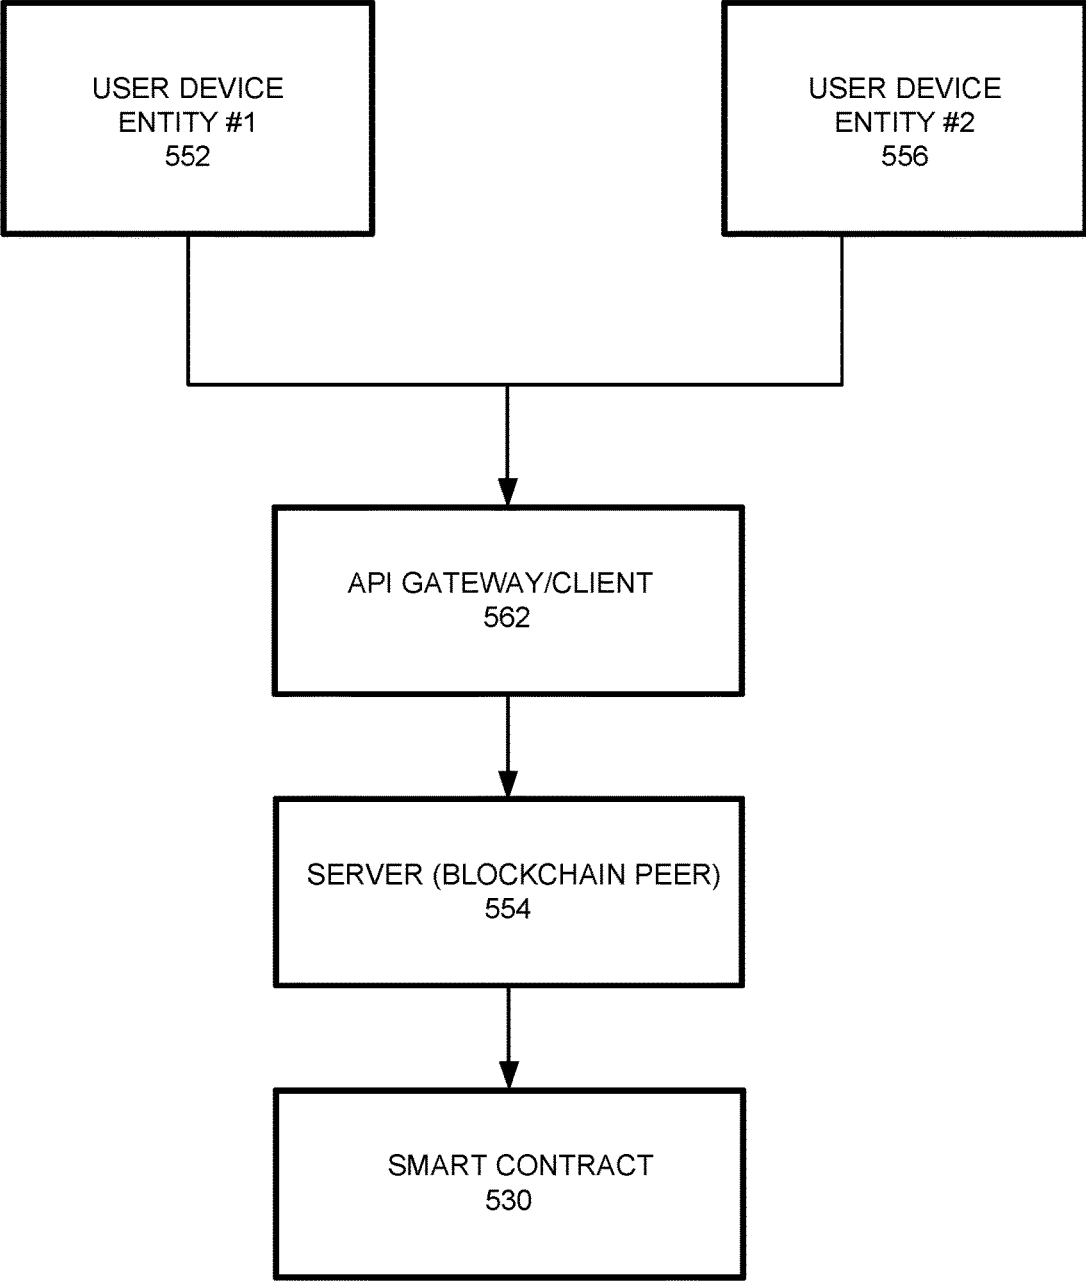 USER DEVICE
ENTITY #1
552
USER DEVICE
ENTITY #2
556
API GATEWAY/CLIENT
562
SERVER (BLOCKCHAIN PEER)
554
SMART CONTRACT
530